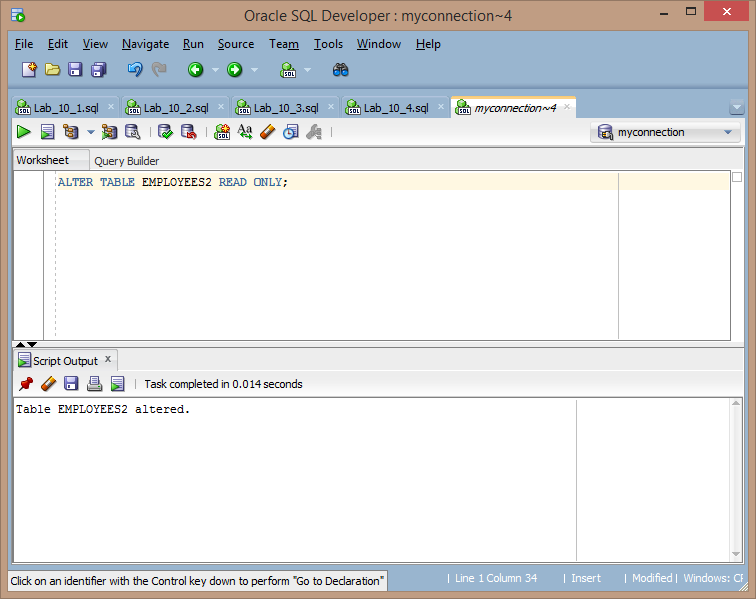 Oracle SQL Developer : myconnection~4
File Edit View Navigate Run Source Team Tools Window Help
Lab_10_1.sql Lab_10_2.sql Lab_10_3.sql Lab_10_4.sql myconnection~4
myconnection
Worksheet Query Builder
ALTER TABLE EMPLOYEES2 READ ONLY;
Script Output
Task completed in 0.014 seconds
Table EMPLOYEES2 altered.
Click on an identifier with the Control key down to perform "Go to Declaration"
Line 1 Column 34 Insert Modified Windows: